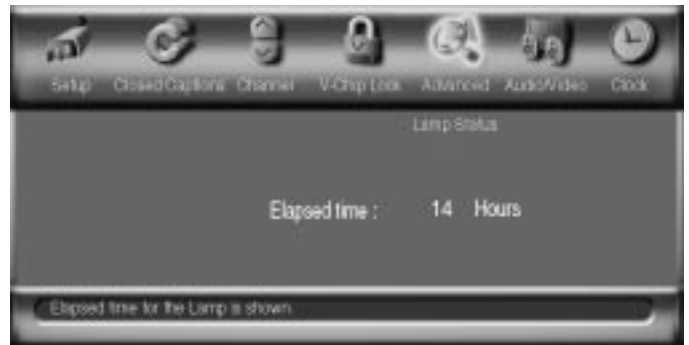 Setup Closed Captions Channel V-Chip Lock Advanced Audio/Video Clock
Lamp Status
Elapsed time : 14 Hours
Elapsed time for the Lamp is shown.